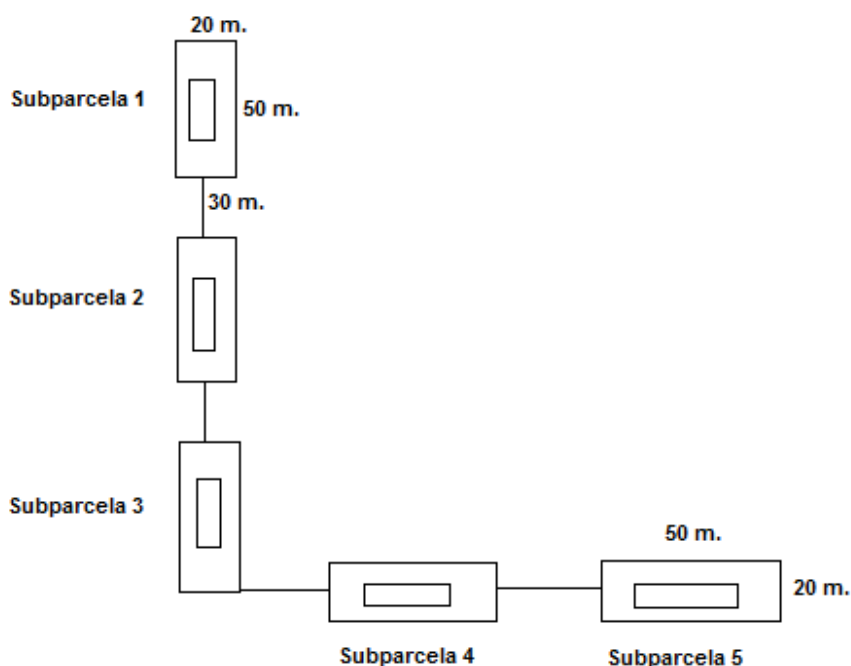 20 m.
Subparcela 1
50 m.
30 m.
Subparcela 2
Subparcela 3
50 m.
20 m.
Subparcela 4
Subparcela 5